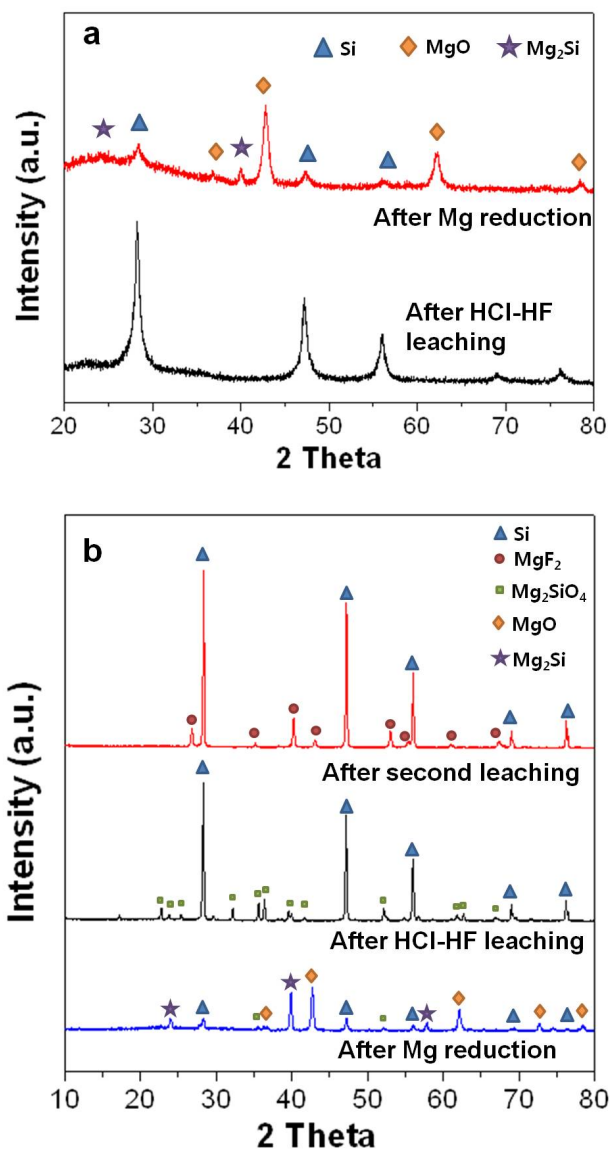 a
Si
MgO
Mg₂Si
After Mg reduction
After HCl-HF
leaching
Intensity (a.u.)
20 30 40 50 60 70 80
2 Theta
b
Si
MgF₂
Mg₂SiO₄
MgO
Mg₂Si
After second leaching
After HCl-HF leaching
After Mg reduction
Intensity (a.u.)
10 20 30 40 50 60 70 80
2 Theta